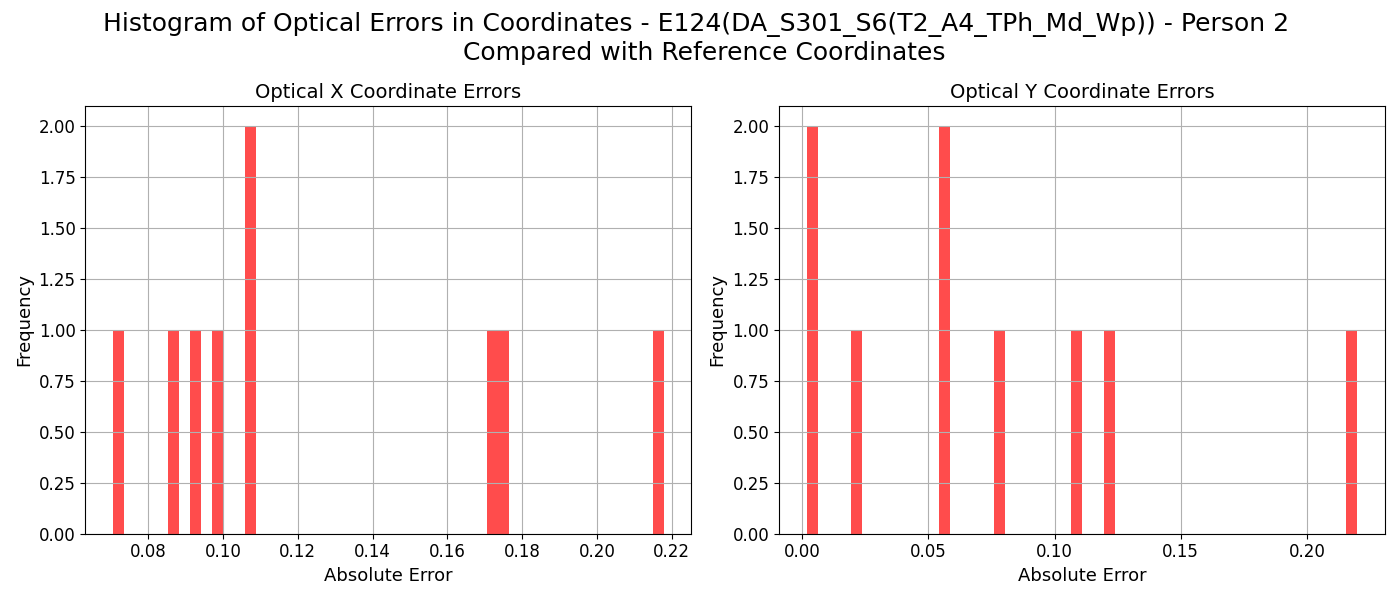 Histogram of Optical Errors in Coordinates - E124(DA_S301_S6(T2_A4_TPh_Md_Wp)) - Person 2
Compared with Reference Coordinates
Optical X Coordinate Errors
Frequency
2.00
1.75
1.50
1.25
1.00
0.75
0.50
0.25
0.00
0.08 0.10 0.12 0.14 0.16 0.18 0.20 0.22
Absolute Error
Optical Y Coordinate Errors
Frequency
2.00
1.75
1.50
1.25
1.00
0.75
0.50
0.25
0.00
0.00 0.05 0.10 0.15 0.20
Absolute Error